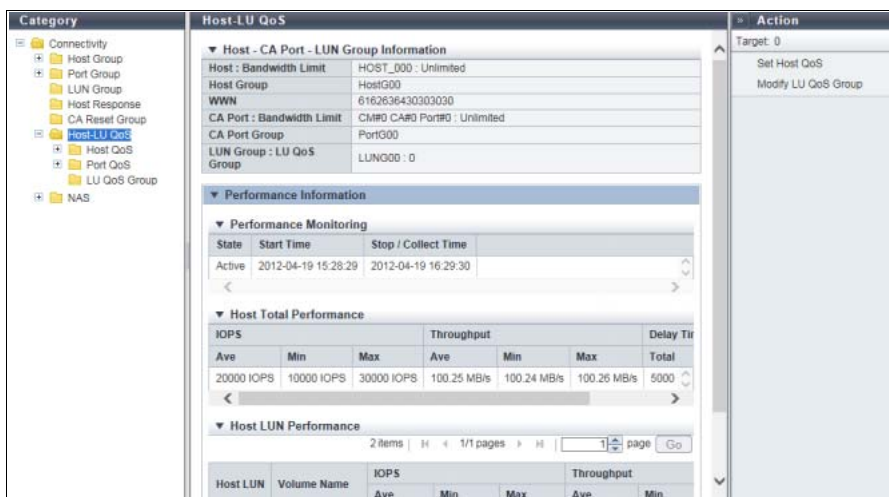 Category
Connectivity
Host Group
Port Group
LUN Group
Host Response
CA Reset Group
Host-LU QoS
Host QoS
Port QoS
LU QoS Group
NAS
Host-LU QoS
Host - CA Port - LUN Group Information
Host : Bandwidth Limit HOST_000 : Unlimited
Host Group HostG00
WWN 6162636430303030
CA Port : Bandwidth Limit CM#0 CA#0 Port#0 : Unlimited
CA Port Group PortG00
LUN Group : LU QoS Group LUNG00 : 0
Performance Information
Performance Monitoring
State Start Time Stop / Collect Time
Active 2012-04-19 15:28:29 2012-04-19 16:29:30
Host Total Performance
IOPS Throughput Delay Tir
Ave Min Max Ave Min Max Total
20000 IOPS 10000 IOPS 30000 IOPS 100.25 MB/s 100.24 MB/s 100.26 MB/s 5000
Host LUN Performance
2 items 1/1 pages 1 page Go
Host LUN Volume Name IOPS Throughput
Ave Min Max Ave Min
» Action
Target: 0
Set Host QoS
Modify LU QoS Group